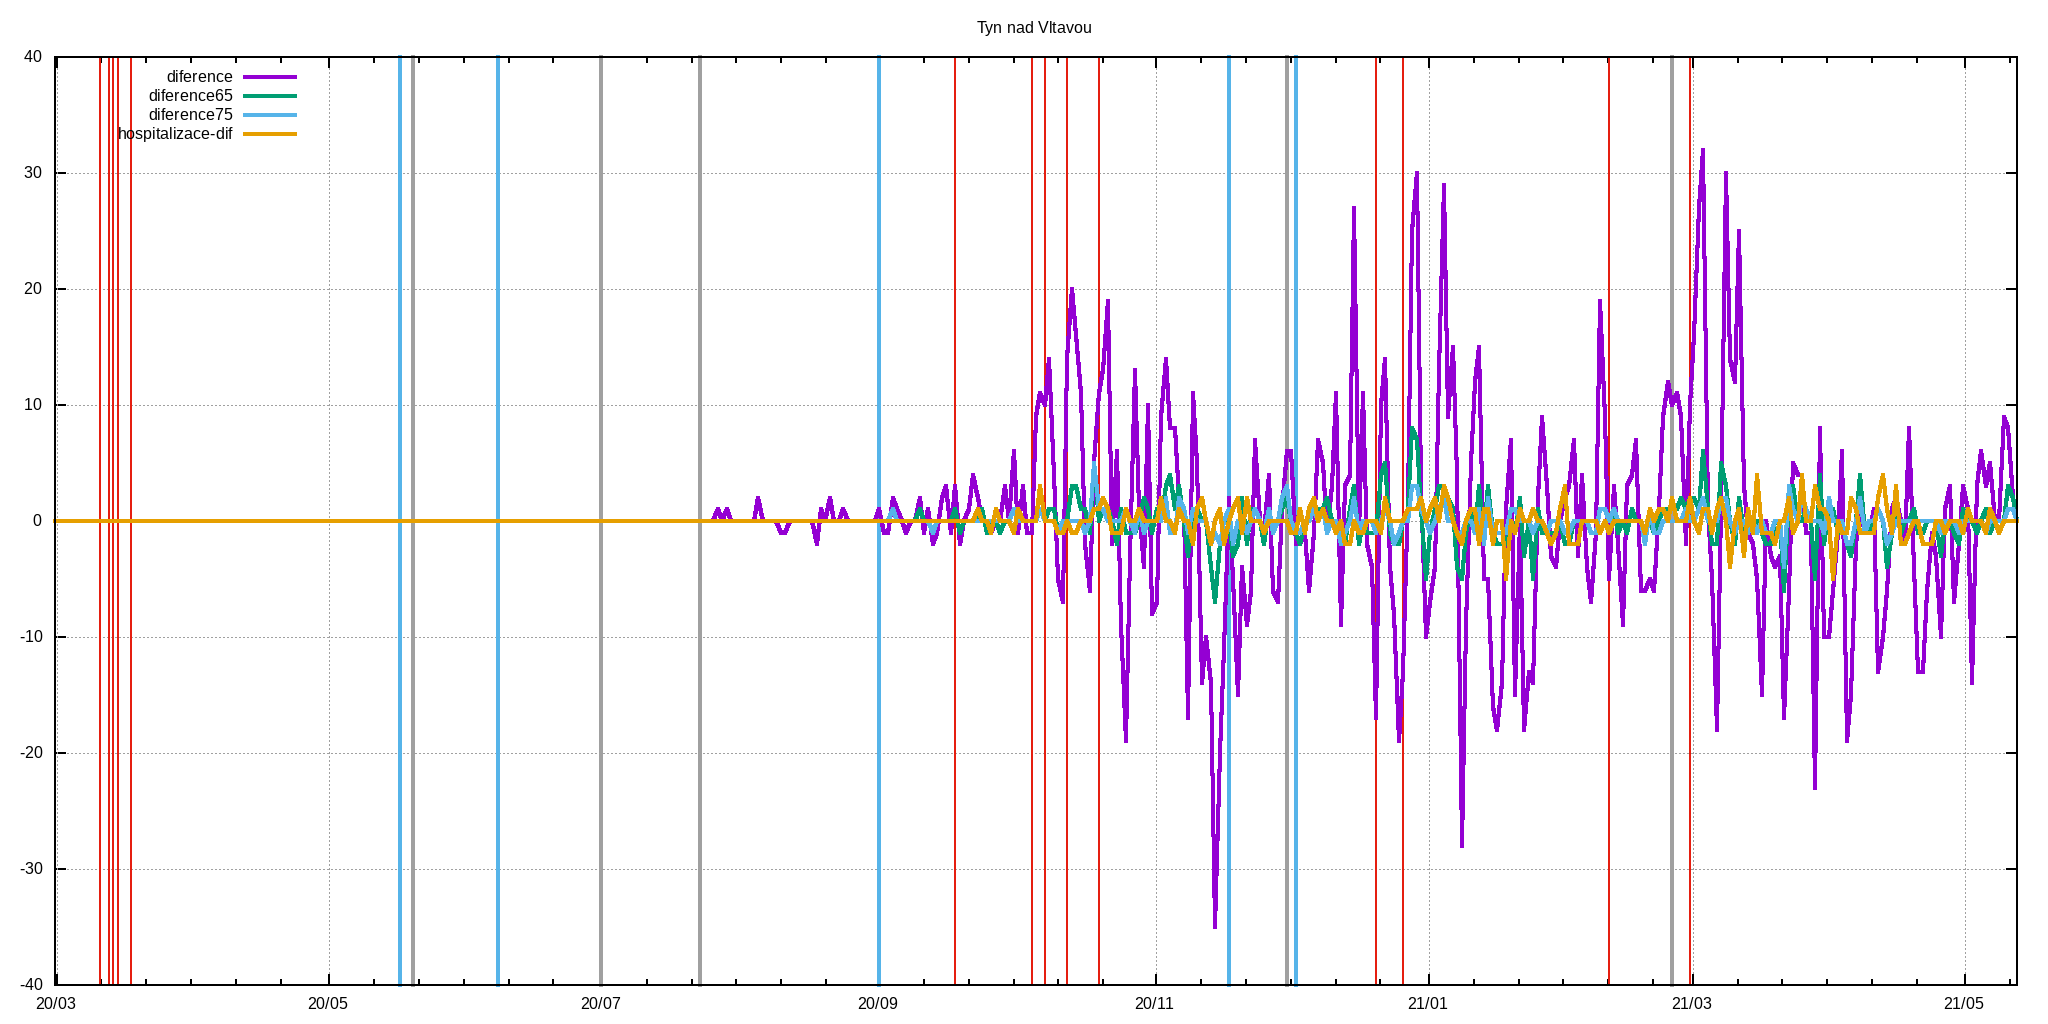 Tyn nad Vltavou
diference
diference65
diference75
hospitalizace-dif
40
30
20
10
0
-10
-20
-30
-40
20/03 20/05 20/07 20/09 20/11 21/01 21/03 21/05